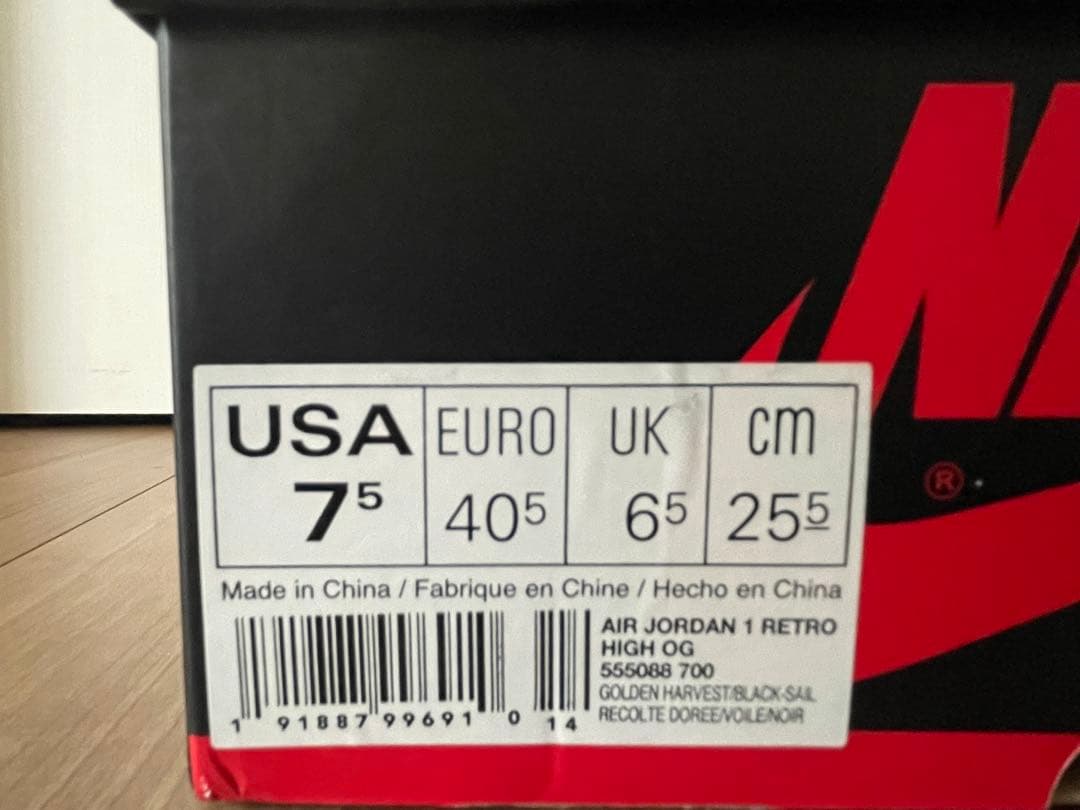 USA EURO UK cm
7⁵ 40⁵ 6⁵ 25⁵
Made in China / Fabrique en Chine / Hecho en China
AIR JORDAN 1 RETRO
HIGH OG
555088 700
GOLDEN HARVEST/BLACK-SAIL
RECOLTE DOREE/VOILE/NOIR
1 91887 99691 0 14
®